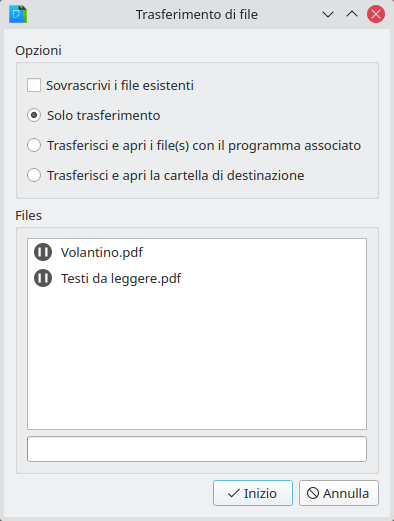 Trasferimento di file
Opzioni
Sovrascrivi i file esistenti
Solo trasferimento
Trasferisci e apri i file(s) con il programma associato
Trasferisci e apri la cartella di destinazione
Files
Volantino.pdf
Testi da leggere.pdf
Inizio
Annulla